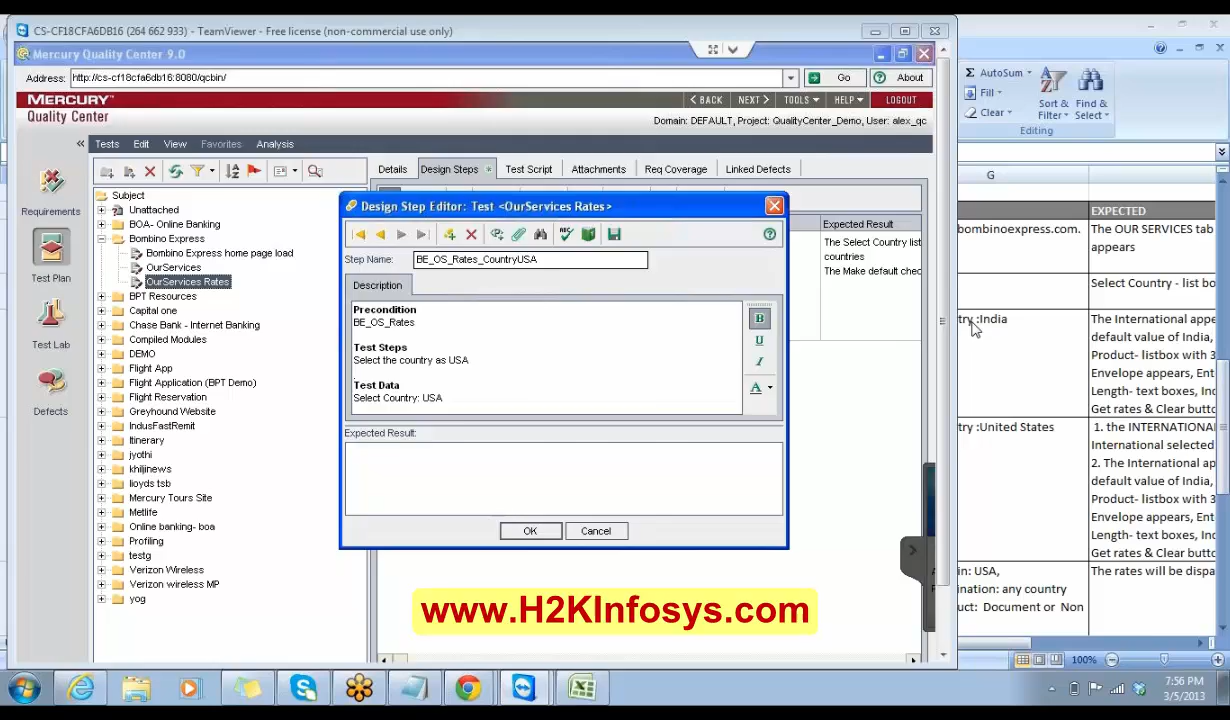 CS-CF18CFA6DB16 (264 662 933) - TeamViewer - Free license (non-commercial use only)
Mercury Quality Center 9.0
Address: http://cs-cf18cfa6db16:8080/qcbin/
Go
About
MERCURY™
Quality Center
BACK
NEXT
TOOLS
HELP
LOGOUT
Domain: DEFAULT, Project: QualityCenter_Demo, User: alex_qc
Tests Edit View Favorites Analysis
Details
Design Steps
Test Script
Attachments
Req Coverage
Linked Defects
Requirements
Test Plan
Test Lab
Defects
Subject
Unattached
BOA- Online Banking
Bombino Express
Bombino Express home page load
OurServices
OurServices Rates
BPT Resources
Capital one
Chase Bank - Internet Banking
Compiled Modules
DEMO
Flight App
Flight Application (BPT Demo)
Flight Reservation
Greyhound Website
IndusFastRemit
Itinerary
jyothi
khiljinews
lloyds tsb
Mercury Tours Site
Metlife
Online banking- boa
Profiling
testg
Verizon Wireless
Verizon wireless MP
yog
Expected Result
The Select Country list
countries
The Make default chec
Design Step Editor: Test <OurServices Rates>
Step Name: BE_OS_Rates_CountryUSA
Description
Precondition
BE_OS_Rates
Test Steps
Select the country as USA
Test Data
Select Country: USA
B
U
I
A
Expected Result:
OK
Cancel
www.H2KInfosys.com
AutoSum
Fill
Clear
Sort & Filter
Find & Select
Editing
G
EXPECTED
bombinoexpress.com.
The OUR SERVICES tab
appears
Select Country - list bo
try :India
The International appe
default value of India,
Product- listbox with 3
Envelope appears, Ent
Length- text boxes, Inc
Get rates & Clear butto
try :United States
1. the INTERNATIONA
International selected
2. The International ap
default value of India,
Product- listbox with 3
Envelope appears, Ent
Length- text boxes, Inc
Get rates & Clear butto
in: USA,
ination: any country
uct: Document or Non
The rates will be dispa
100%
7:56 PM
3/5/2013